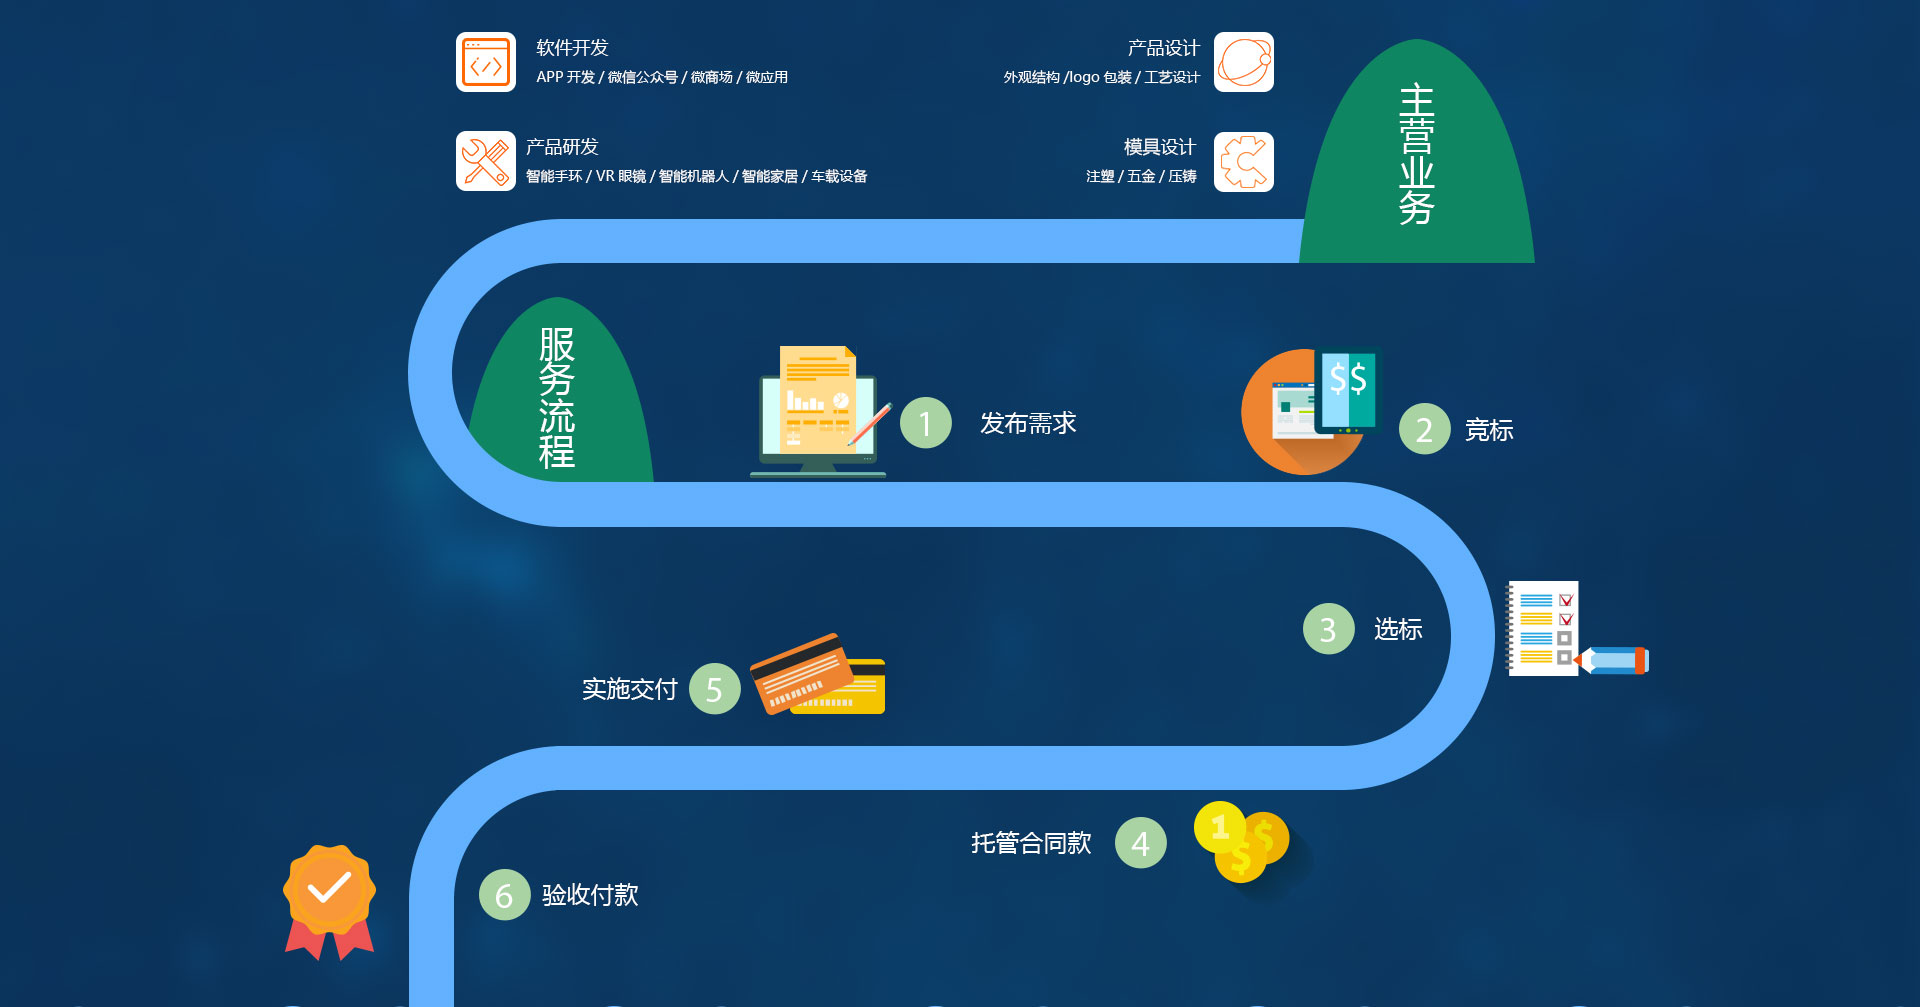 软件开发
APP 开发 / 微信公众号 / 微商场 / 微应用
产品设计
外观结构 /logo 包装 / 工艺设计
产品研发
智能手环 / VR 眼镜 / 智能机器人 / 智能家居 / 车载设备
模具设计
注塑 / 五金 / 压铸
主营业务
服务流程
1 发布需求
$$
2 竞标
3 选标
实施交付 5
托管合同款 4
1 $ $
6 验收付款